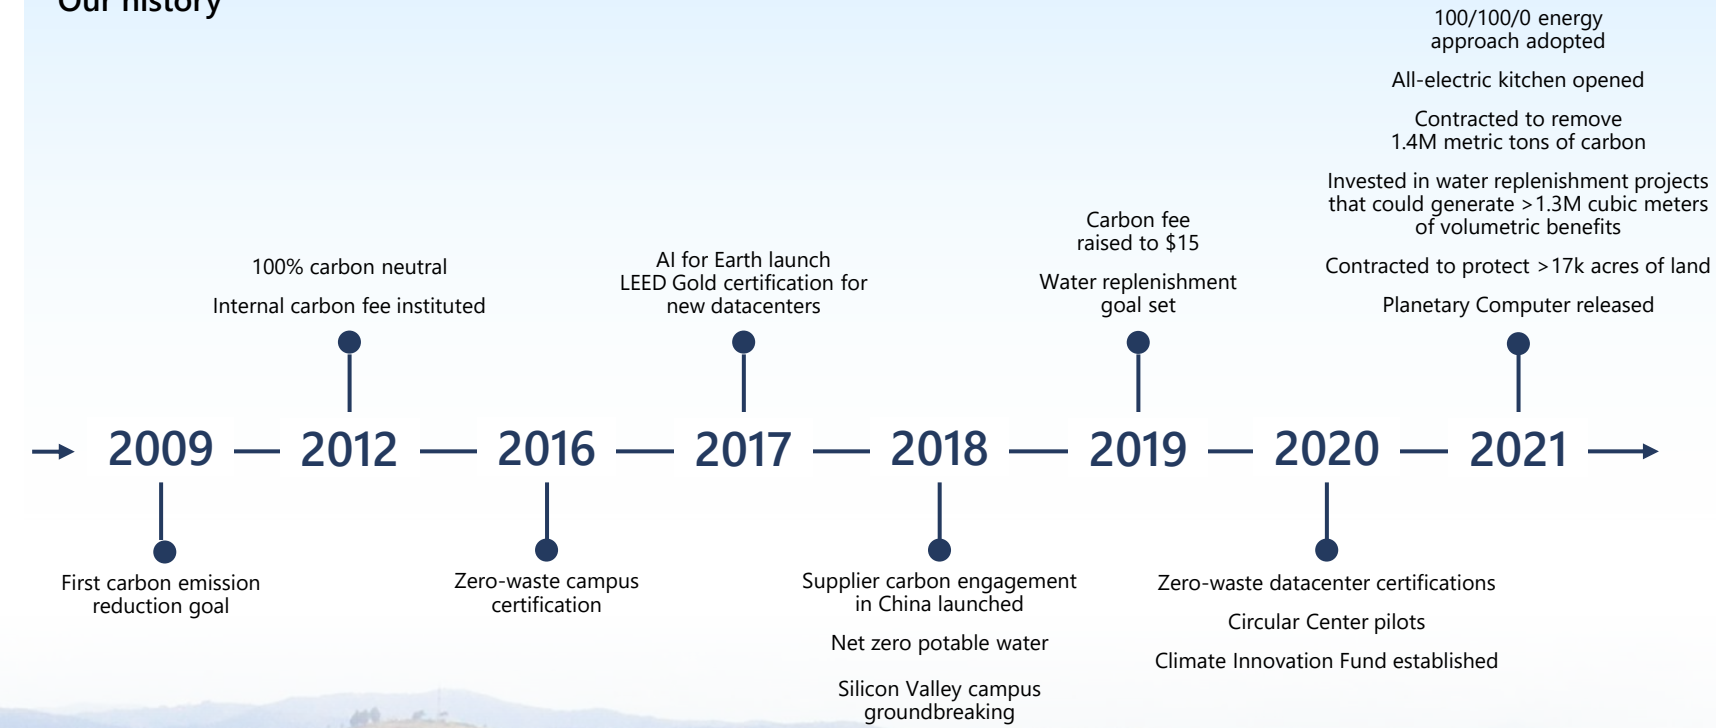 Our history
100/100/0 energy
approach adopted
All-electric kitchen opened
Contracted to remove
1.4M metric tons of carbon
Invested in water replenishment projects
that could generate >1.3M cubic meters
of volumetric benefits
Contracted to protect >17k acres of land
Planetary Computer released
Carbon fee
raised to $15
Water replenishment
goal set
AI for Earth launch
LEED Gold certification for
new datacenters
100% carbon neutral
Internal carbon fee instituted
2009
2012
2016
2017
2018
2019
2020
2021
First carbon emission
reduction goal
Zero-waste campus
certification
Supplier carbon engagement
in China launched
Net zero potable water
Silicon Valley campus
groundbreaking
Zero-waste datacenter certifications
Circular Center pilots
Climate Innovation Fund established